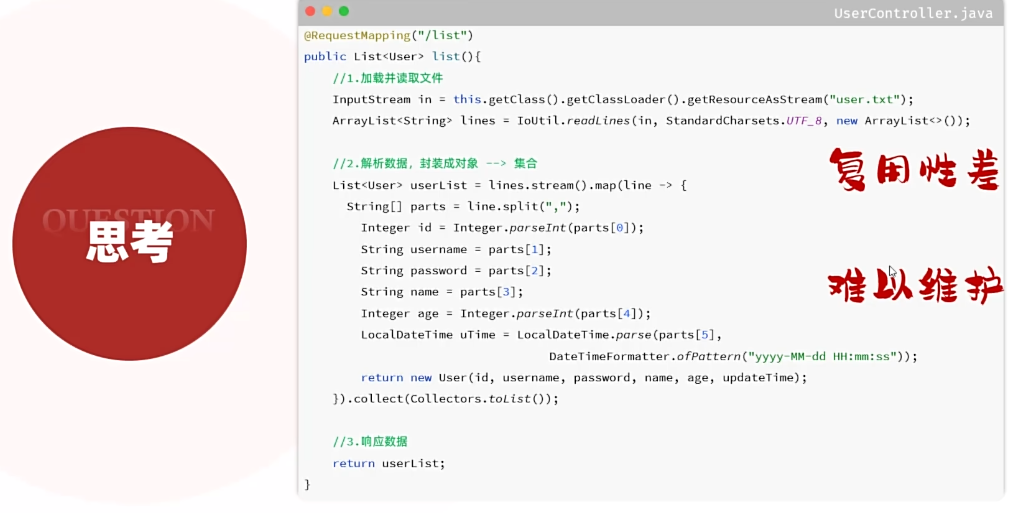 QUESTION
思考
UserController.java
@RequestMapping("/list")
public List<User> list(){
//1.加载并读取文件
InputStream in = this.getClass().getClassLoader().getResourceAsStream("user.txt");
ArrayList<String> lines = IoUtil.readLines(in, StandardCharsets.UTF_8, new ArrayList<>());
//2.解析数据，封装成对象 --> 集合
List<User> userList = lines.stream().map(line -> {
String[] parts = line.split(",");
Integer id = Integer.parseInt(parts[0]);
String username = parts[1];
String password = parts[2];
String name = parts[3];
Integer age = Integer.parseInt(parts[4]);
LocalDateTime uTime = LocalDateTime.parse(parts[5],
DateTimeFormatter.ofPattern("yyyy-MM-dd HH:mm:ss"));
return new User(id, username, password, name, age, updateTime);
}).collect(Collectors.toList());
//3.响应数据
return userList;
}
复用性差
难以维护